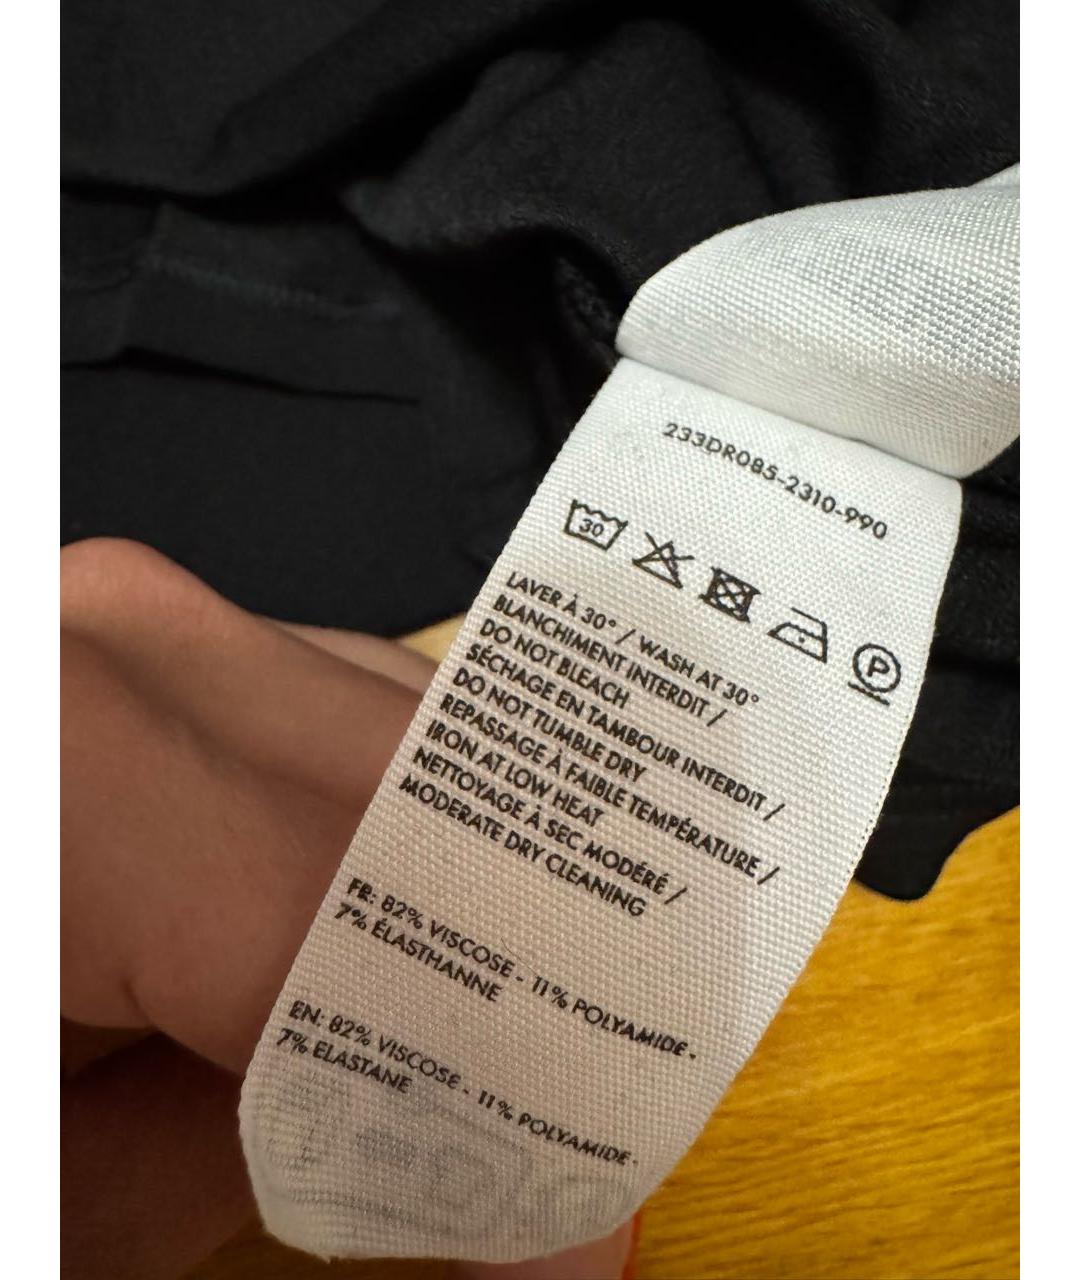 233DR085-2310-990
30
P
LAVER À 30° / WASH AT 30°
BLANCHIMENT INTERDIT /
DO NOT BLEACH
SÉCHAGE EN TAMBOUR INTERDIT /
DO NOT TUMBLE DRY
REPASSAGE À FAIBLE TEMPÉRATURE /
IRON AT LOW HEAT
NETTOYAGE À SEC MODÉRÉ /
MODERATE DRY CLEANING
FR: 82% VISCOSE - 11% POLYAMIDE -
7% ÉLASTHANNE
EN: 82% VISCOSE - 11% POLYAMIDE -
7% ELASTANE